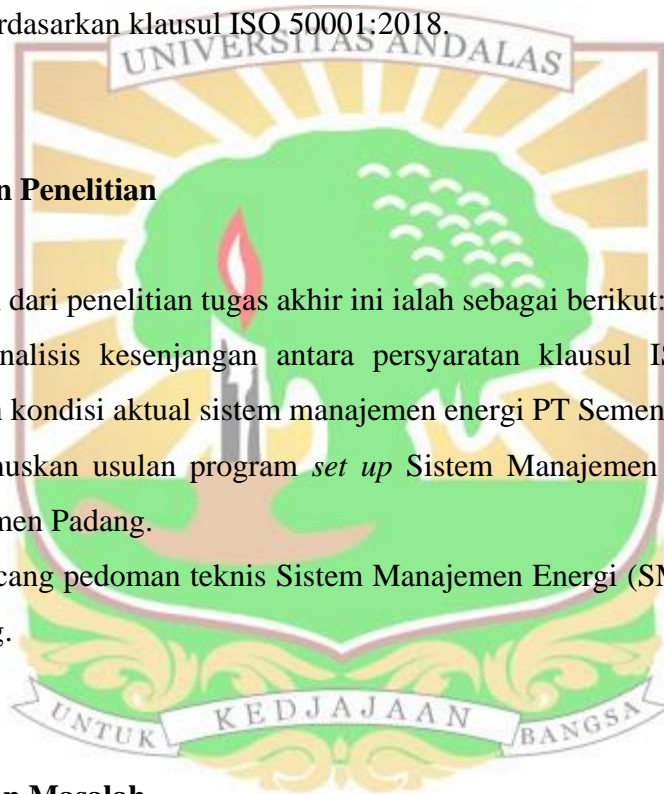 rdasarkan klausul ISO 50001:2018.
UNIVERSITAS ANDALAS
n Penelitian
dari penelitian tugas akhir ini ialah sebagai berikut:
nalisis kesenjangan antara persyaratan klausul
kondisi aktual sistem manajemen energi PT Semen
uskan usulan program set up Sistem Manajemen
men Padang.
cang pedoman teknis Sistem Manajemen Energi (SM
g.
UNTUK KEDJAJAAN BANGSA
n Masalah